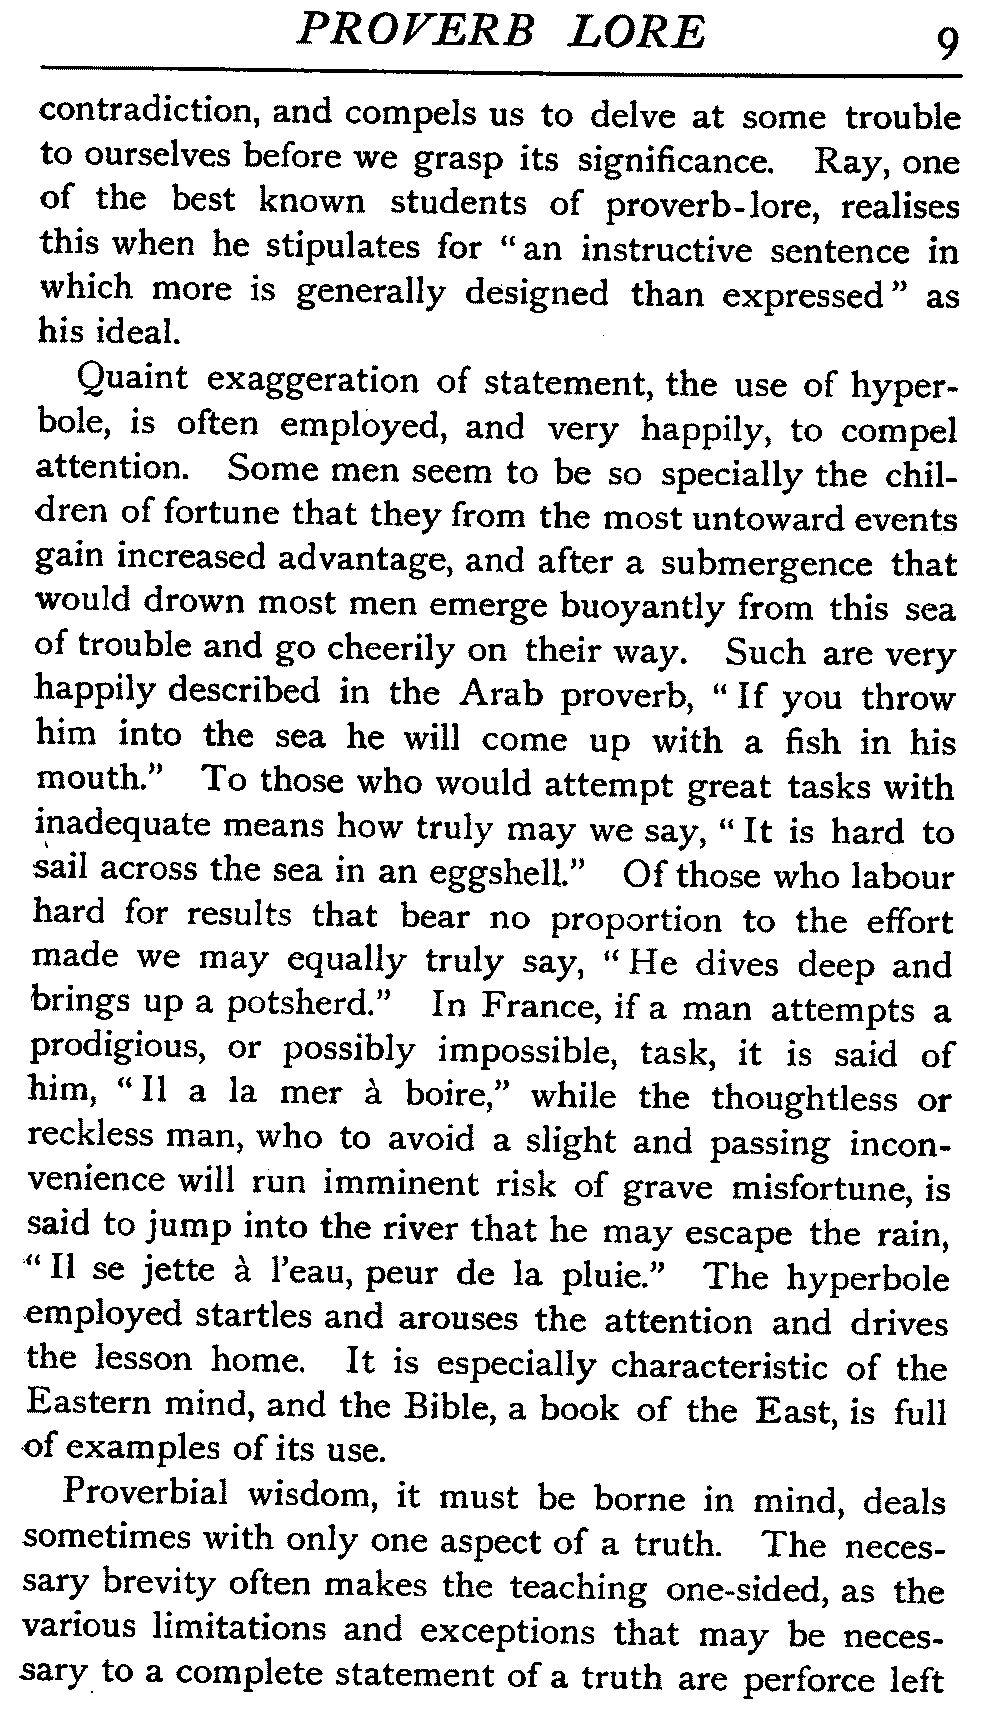 PROVERB LORE 9
contradiction, and compels us to delve at some trouble
to ourselves before we grasp its significance. Ray, one
of the best known students of proverb-lore, realises
this when he stipulates for “an instructive sentence in
which more is generally designed than expressed” as
his ideal.
Quaint exaggeration of statement, the use of hyper-
bole, is often employed, and very happily, to compel
attention. Some men seem to be so specially the chil-
dren of fortune that they from the most untoward events
gain increased advantage, and after a submergence that
would drown most men emerge buoyantly from this sea
of trouble and go cheerily on their way. Such are very
happily described in the Arab proverb, “If you throw
him into the sea he will come up with a fish in his
mouth.” To those who would attempt great tasks with
inadequate means how truly may we say, “It is hard to
sail across the sea in an eggshell.” Of those who labour
hard for results that bear no proportion to the effort
made we may equally truly say, “He dives deep and
brings up a potsherd.” In France, if a man attempts a
prodigious, or possibly impossible, task, it is said of
him, “Il a la mer à boire,” while the thoughtless or
reckless man, who to avoid a slight and passing incon-
venience will run imminent risk of grave misfortune, is
said to jump into the river that he may escape the rain,
“Il se jette à l’eau, peur de la pluie.” The hyperbole
employed startles and arouses the attention and drives
the lesson home. It is especially characteristic of the
Eastern mind, and the Bible, a book of the East, is full
of examples of its use.
Proverbial wisdom, it must be borne in mind, deals
sometimes with only one aspect of a truth. The neces-
sary brevity often makes the teaching one-sided, as the
various limitations and exceptions that may be neces-
sary to a complete statement of a truth are perforce left